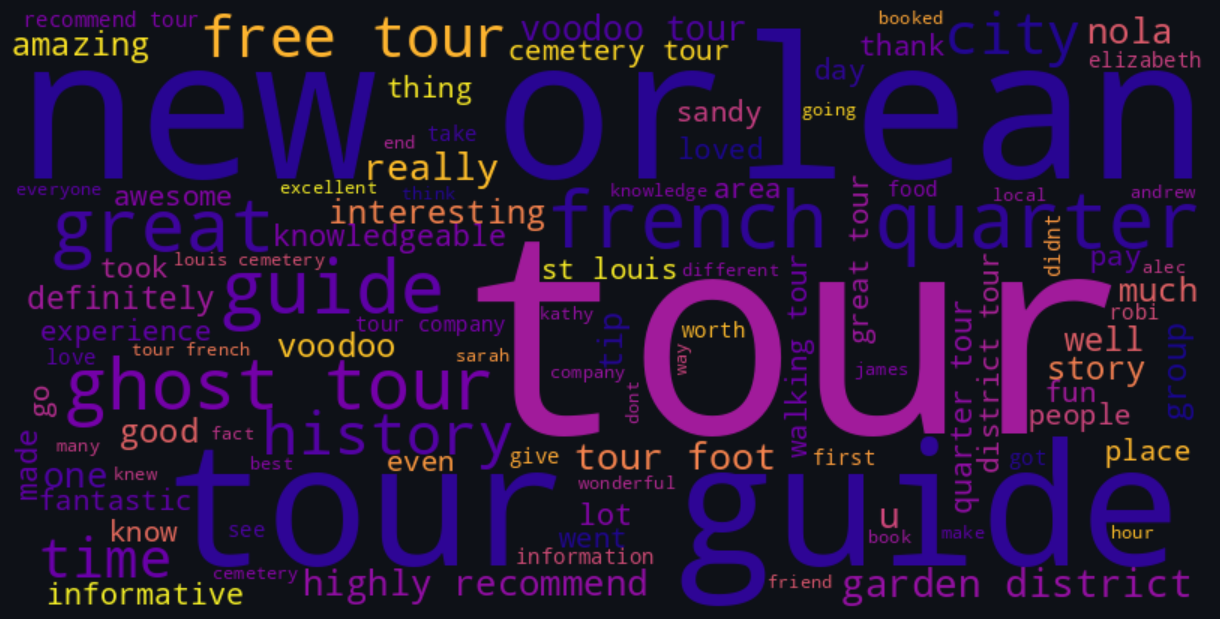 recommend tour
amazing
free tour
voodoo tour
cemetery tour
booked
thank
city
nola
elizabeth
new orlean
thing
day
sandy
going
loved
end
take
really
everyone
awesome
excellent
think
knowledge
area
food
local
andrew
great
interesting
knowledgeable
french quarter
great tour
didnt
took
louis cemetery
st louis
different
pay
alec
definitely
guide
tour
much
robi
experience
tour company
kathy
tip
worth
walking tour
quarter tour
district tour
well
group
love
tour french
voodoo
sarah
way
company
james
story
go
ghost tour
dont
fun
people
made
good
fact
history
many
even
give
tour foot
first
got
place
one
knew
best
wonderful
fantastic
tour guide
know
see
lot
went
u
book
make
hour
time
information
cemetery
highly recommend
friend
garden district
informative